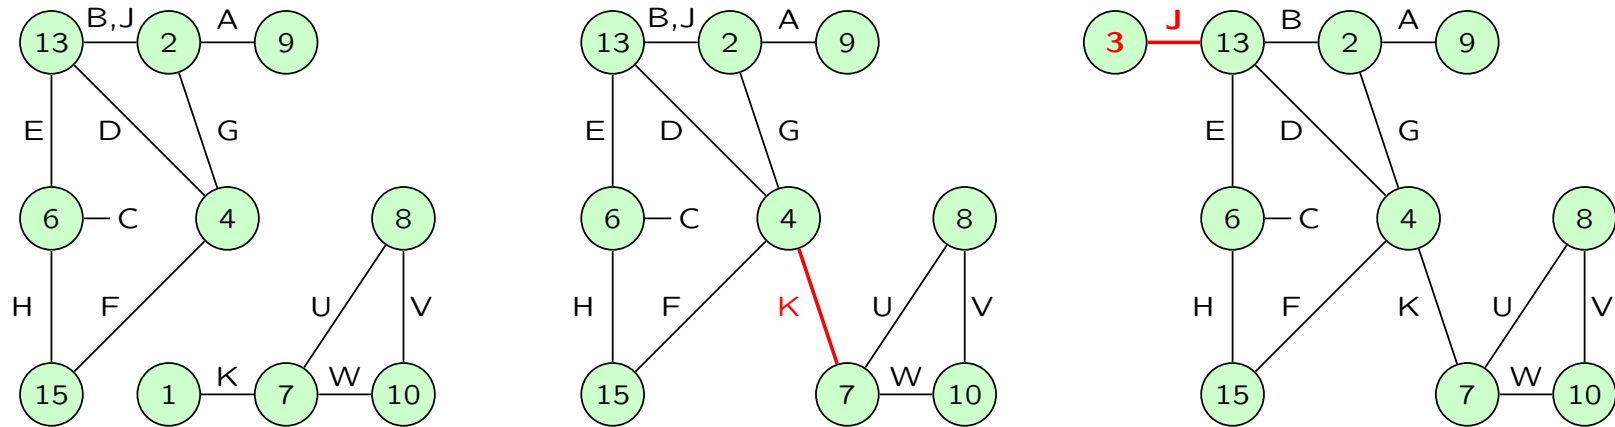 B,J A B,J A J B A
13 2 9 13 2 9 3 13 2 9
E D G E D G E D G
6 C 4 8 6 C 4 8 6 C 4 8
H F U V H F K U V H F K U V
K W W W
15 1 7 10 15 7 10 15 7 10